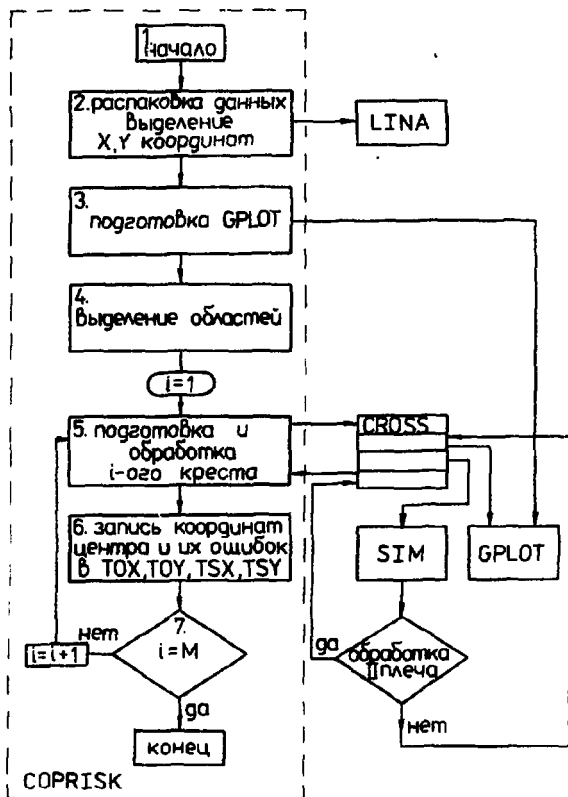 1.
начало
2. распаковка данных
выделение
X,Y координат
LINA
3.
подготовка GPLOT
4.
выделение областей
i=1
5. подготовка и
обработка
i-ого креста
CROSS
6. запись координат
центра и их ошибок
в TOX,TOY,TSX,TSY
SIM
GPLOT
7.
i=M
нет
i=i+1
да
конец
да
обработка
II плеча
нет
COPRISK